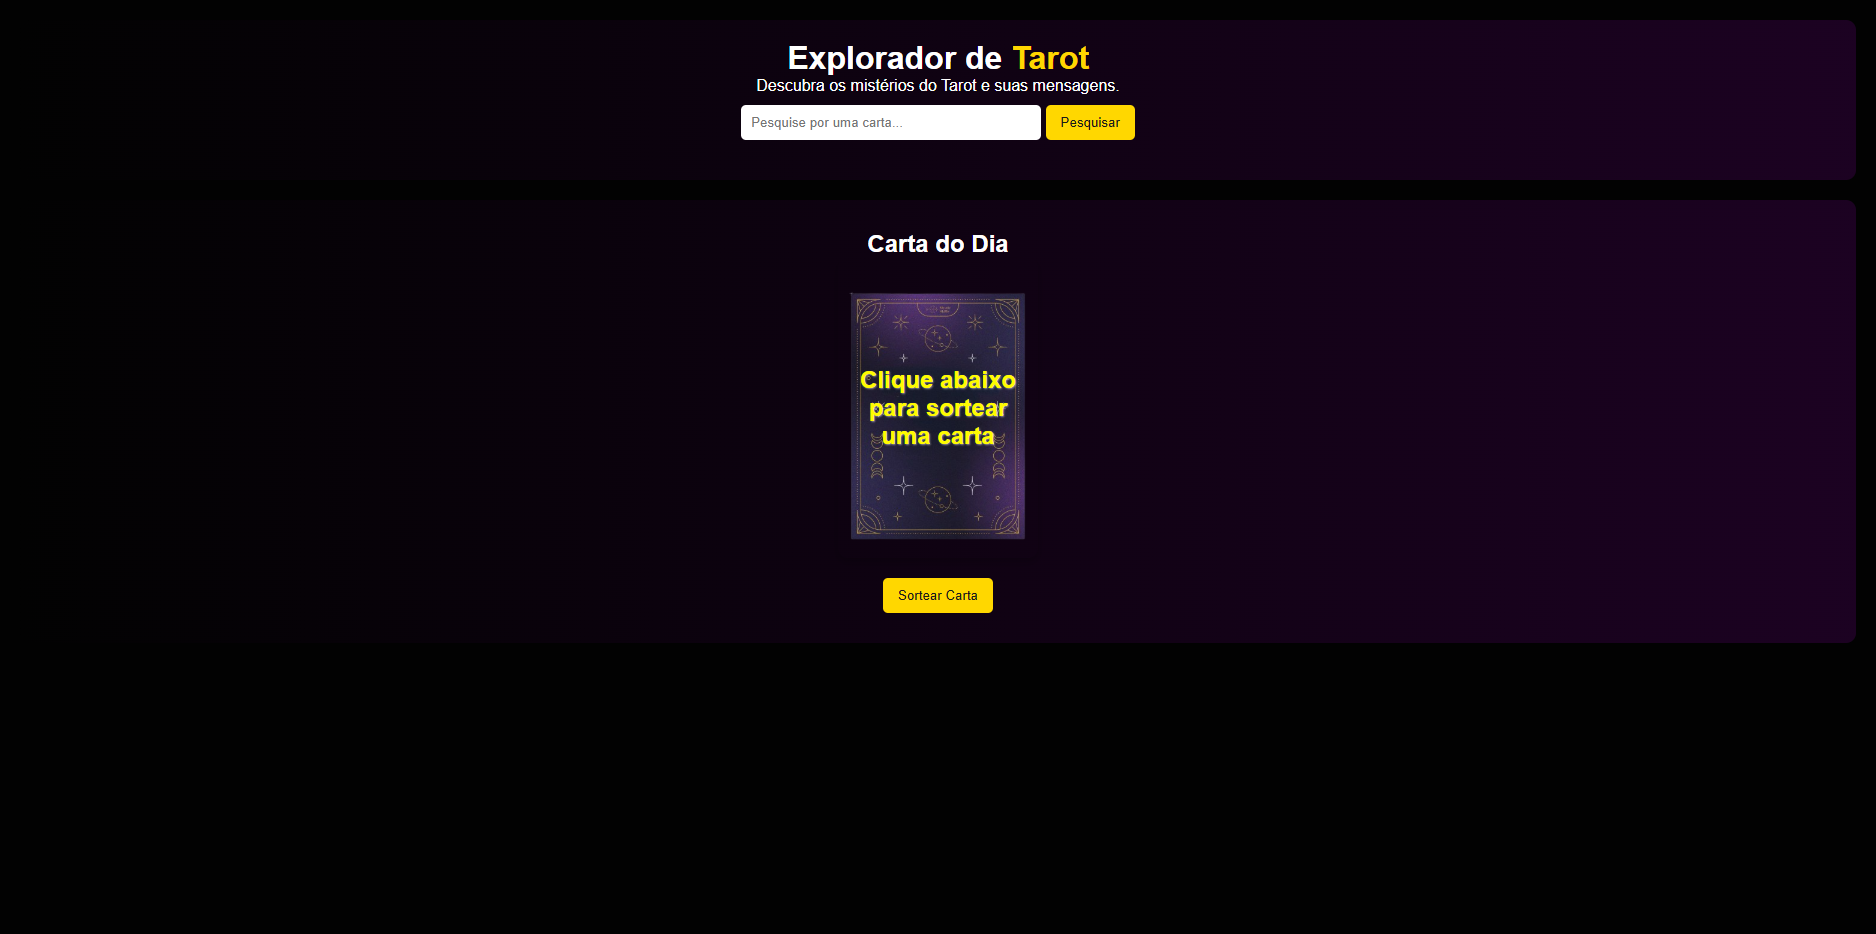 Explorador de Tarot
Descubra os mistérios do Tarot e suas mensagens.
Pesquise por uma carta...
Pesquisar
Carta do Dia
Clique abaixo
para sortear
uma carta
Sortear Carta